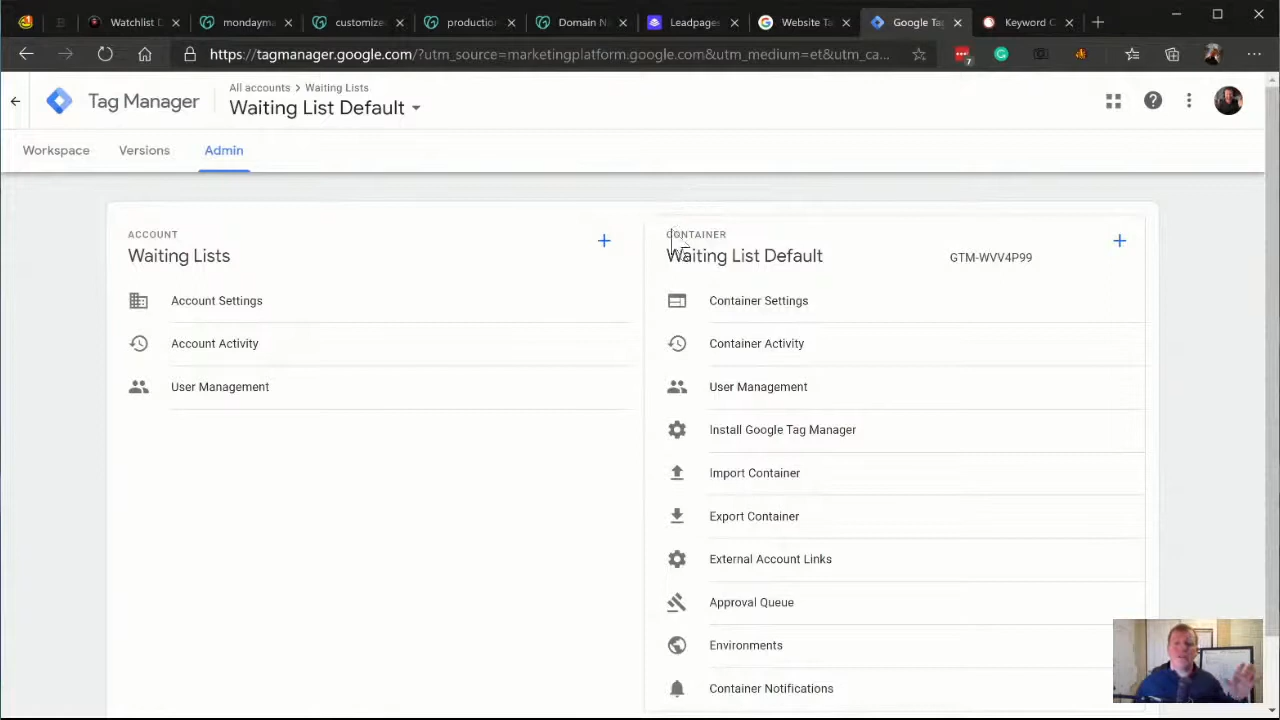 Watchlist D
mondayma
customize
production
Domain Na
Leadpages
Website Ta
Google Tag
Keyword C
https://tagmanager.google.com/?utm_source=marketingplatform.google.com&utm_medium=et&utm_ca...
7
Tag Manager
All accounts > Waiting Lists
Waiting List Default
Workspace
Versions
Admin
ACCOUNT
Waiting Lists
Account Settings
Account Activity
User Management
CONTAINER
Waiting List Default
GTM-WVV4P99
Container Settings
Container Activity
User Management
Install Google Tag Manager
Import Container
Export Container
External Account Links
Approval Queue
Environments
Container Notifications